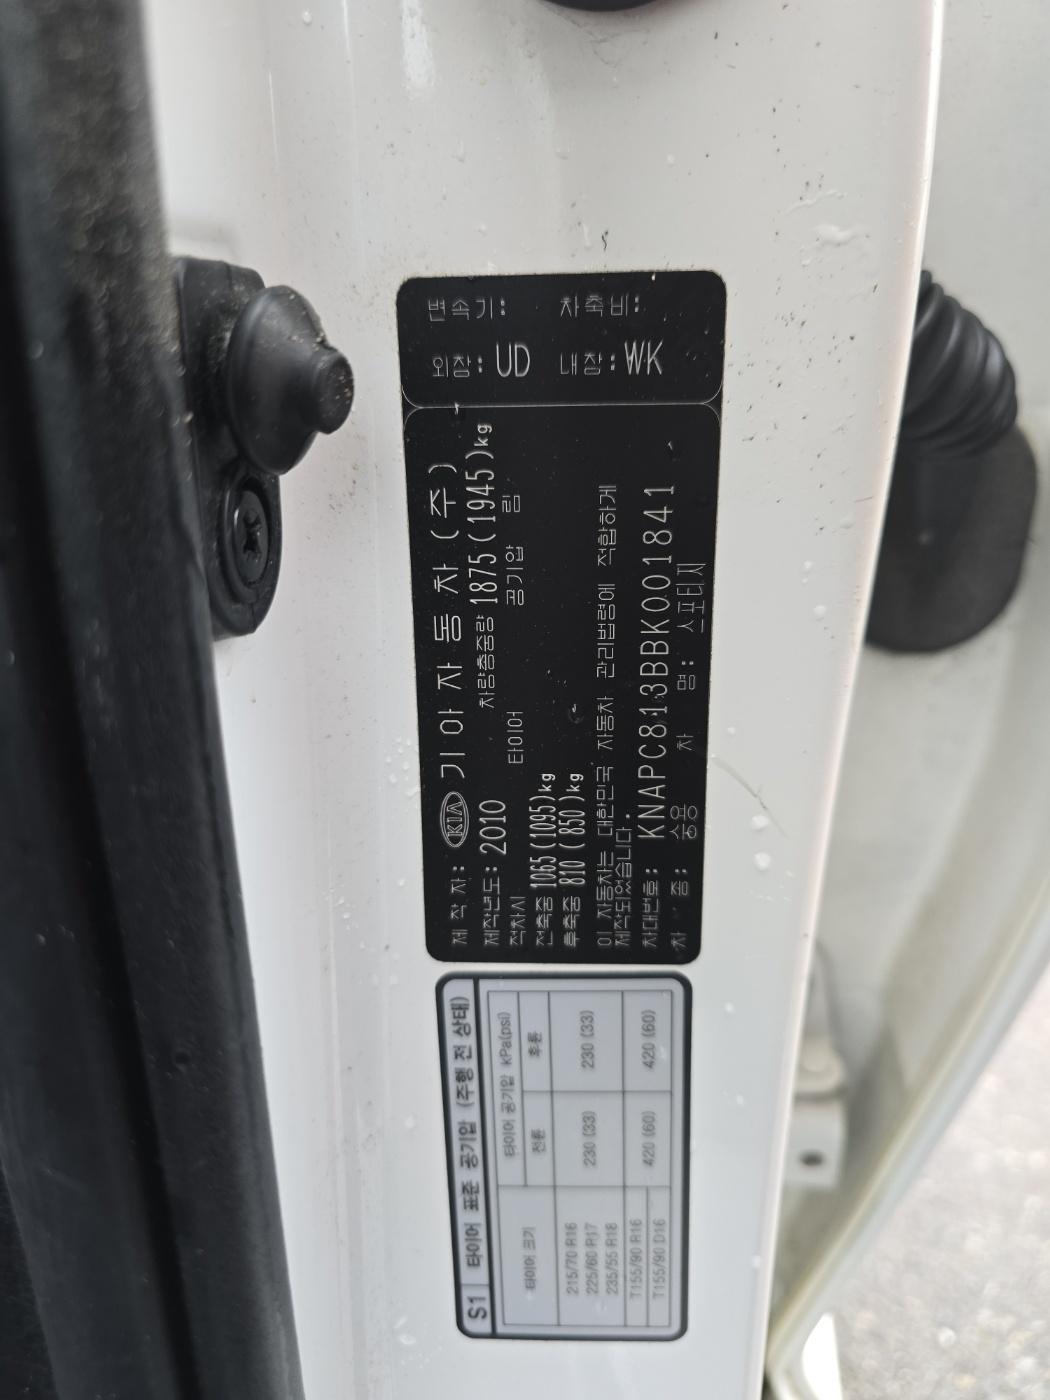 변속기: 차축비:
외장: UD 내장: WK
제 작 자: KIA 기아자동차(주)
제작년도: 2010 차량총중량 1875(1945)kg
적차시 타이어 공기압 림
전축중 1065(1095)kg
후축중 810 (850)kg
이 자동차는 대한민국 자동차 관리법령에 적합하게
제작되었습니다.
차대번호: KNAPC813BBK001841
차 종: 승용 차 명: 스포티지
S1 타이어 표준 공기압 (주행 전 상태)
타이어 크기 타이어 공기압 kPa(psi)
전륜 후륜
215/70 R16
225/60 R17 230 (33) 230 (33)
235/55 R18
T155/90 R16 420 (60) 420 (60)
T155/90 D16